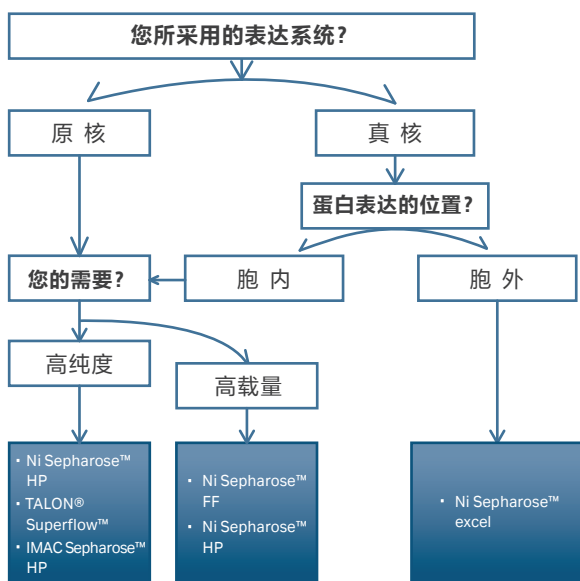 您所采用的表达系统？
原核
真核
蛋白表达的位置？
您的需要？
胞内
胞外
高纯度
高载量
· Ni Sepharose™
HP
· TALON®
Superflow™
· IMAC Sepharose™
HP
· Ni Sepharose™
FF
· Ni Sepharose™
HP
· Ni Sepharose™
excel